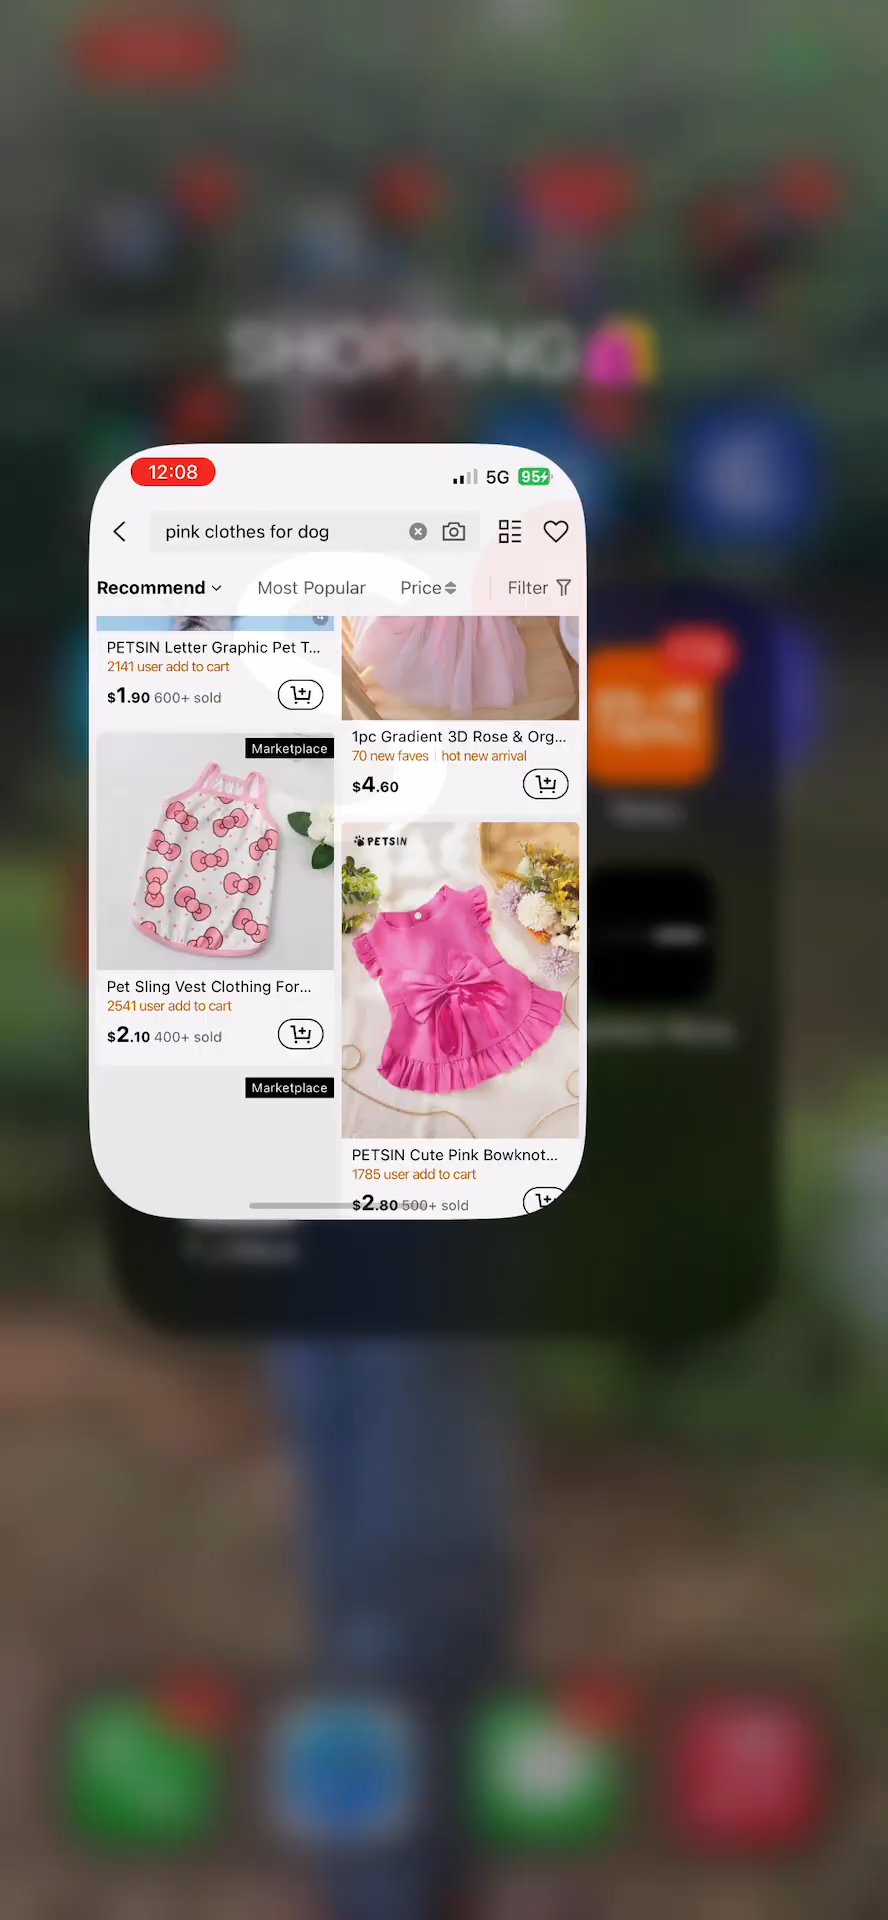 SHOPPING
12:08
5G 95
pink clothes for dog
Recommend
Most Popular
Price
Filter
4
PETSIN Letter Graphic Pet T...
2141 user add to cart
$1.90 600+ sold
1pc Gradient 3D Rose & Org...
70 new faves | hot new arrival
$4.60
Marketplace
Pet Sling Vest Clothing For...
2541 user add to cart
$2.10 400+ sold
PETSIN
PETSIN Cute Pink Bowknot...
1785 user add to cart
$2.80 500+ sold
Marketplace
S